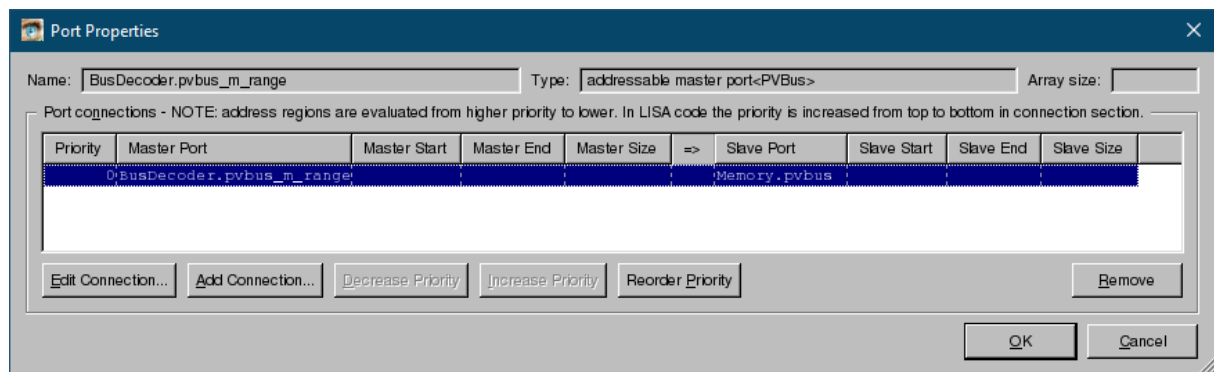 Port Properties
Name: BusDecoder.pvbus_m_range Type: addressable master port<PVBus> Array size:
Port connections - NOTE: address regions are evaluated from higher priority to lower. In LISA code the priority is increased from top to bottom in connection section.
Priority Master Port Master Start Master End Master Size => Slave Port Slave Start Slave End Slave Size
0 BusDecoder.pvbus_m_range Memory.pvbus
Edit Connection... Add Connection... Decrease Priority Increase Priority Reorder Priority Remove
OK Cancel